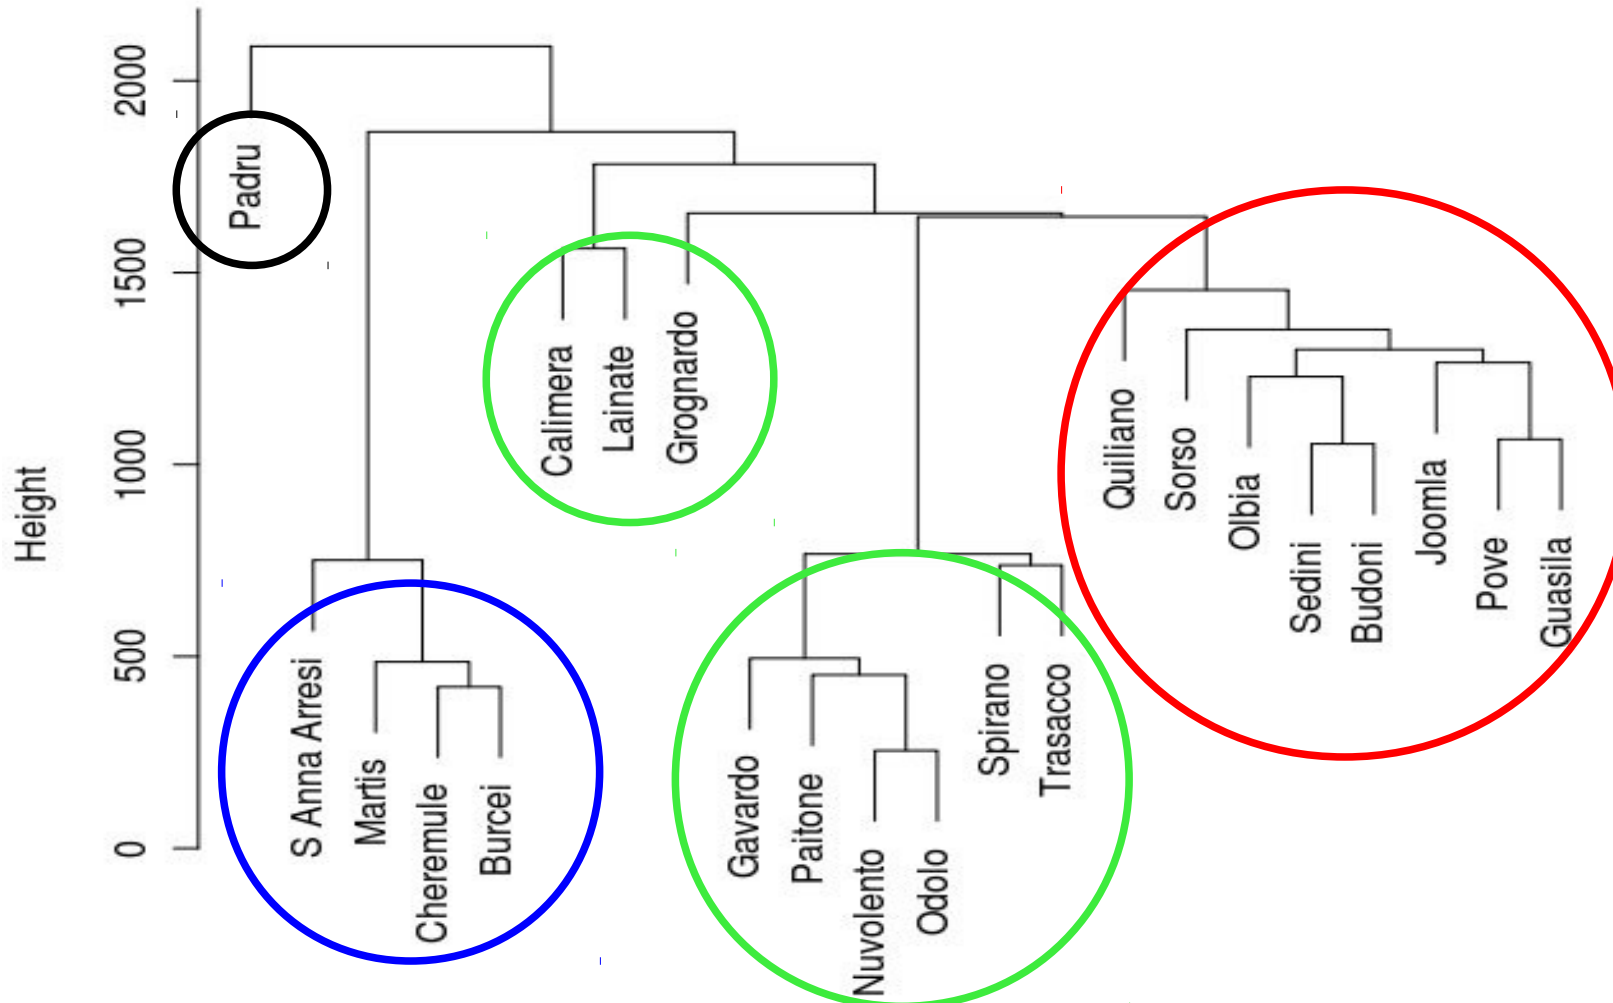 Height
2000
1500
1000
500
0
Padru
S Anna Arresi
Martis
Cheremule
Burcei
Calimera
Lainate
Grognardo
Gavardo
Paitone
Nuvolento
Odolo
Spirano
Trasacco
Quiliano
Sorso
Olbia
Sedini
Budoni
Joomla
Pove
Guasila